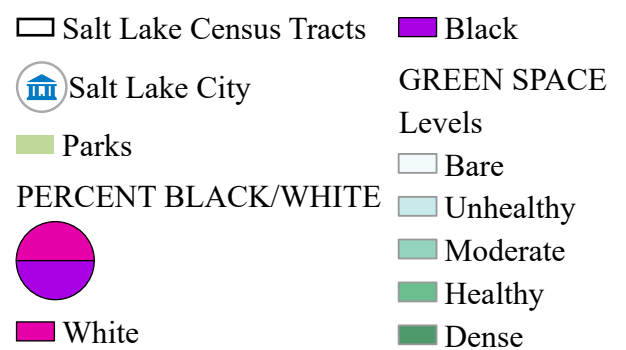 Salt Lake Census Tracts
Salt Lake City
Parks
PERCENT BLACK/WHITE
White
Black
GREEN SPACE
Levels
Bare
Unhealthy
Moderate
Healthy
Dense